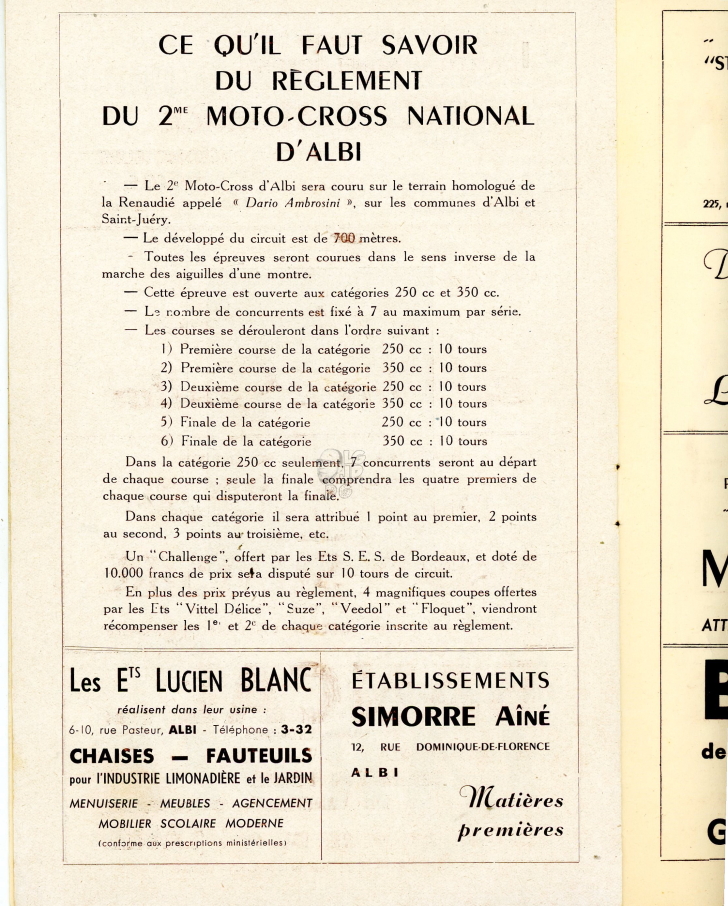 CE QU'IL FAUT SAVOIR
DU RÈGLEMENT
DU 2ME MOTO-CROSS NATIONAL
D'ALBI
— Le 2e Moto-Cross d'Albi sera couru sur le terrain homologué de
la Renaudié appelé « Dario Ambrosini », sur les communes d'Albi et
Saint-Juéry.
— Le développé du circuit est de 700 mètres.
- Toutes les épreuves seront courues dans le sens inverse de la
marche des aiguilles d'une montre.
— Cette épreuve est ouverte aux catégories 250 cc et 350 cc.
— Le nombre de concurrents est fixé à 7 au maximum par série.
— Les courses se dérouleront dans l'ordre suivant :
1) Première course de la catégorie 250 cc : 10 tours
2) Première course de la catégorie 350 cc : 10 tours
3) Deuxième course de la catégorie 250 cc : 10 tours
4) Deuxième course de la catégorie 350 cc : 10 tours
5) Finale de la catégorie 250 cc : 10 tours
6) Finale de la catégorie 350 cc : 10 tours
Dans la catégorie 250 cc seulement, 7 concurrents seront au départ
de chaque course ; seule la finale comprendra les quatre premiers de
chaque course qui disputeront la finale.
Dans chaque catégorie il sera attribué 1 point au premier, 2 points
au second, 3 points au troisième, etc.
Un "Challenge", offert par les Ets S. E. S. de Bordeaux, et doté de
10.000 francs de prix sera disputé sur 10 tours de circuit.
En plus des prix prévus au règlement, 4 magnifiques coupes offertes
par les Ets "Vittel Délice", "Suze", "Veedol" et "Floquet", viendront
récompenser les 1er et 2e de chaque catégorie inscrite au règlement.
Les ETS LUCIEN BLANC
réalisent dans leur usine :
6-10, rue Pasteur, ALBI - Téléphone : 3-32
CHAISES — FAUTEUILS
pour l'INDUSTRIE LIMONADIÈRE et le JARDIN
MENUISERIE - MEUBLES - AGENCEMENT
MOBILIER SCOLAIRE MODERNE
(conforme aux prescriptions ministérielles)
ÉTABLISSEMENTS
SIMORRE Aîné
12, RUE DOMINIQUE-DE-FLORENCE
ALBI
Matières
premières
"ST
225,
L
M
ATT
B
de
G